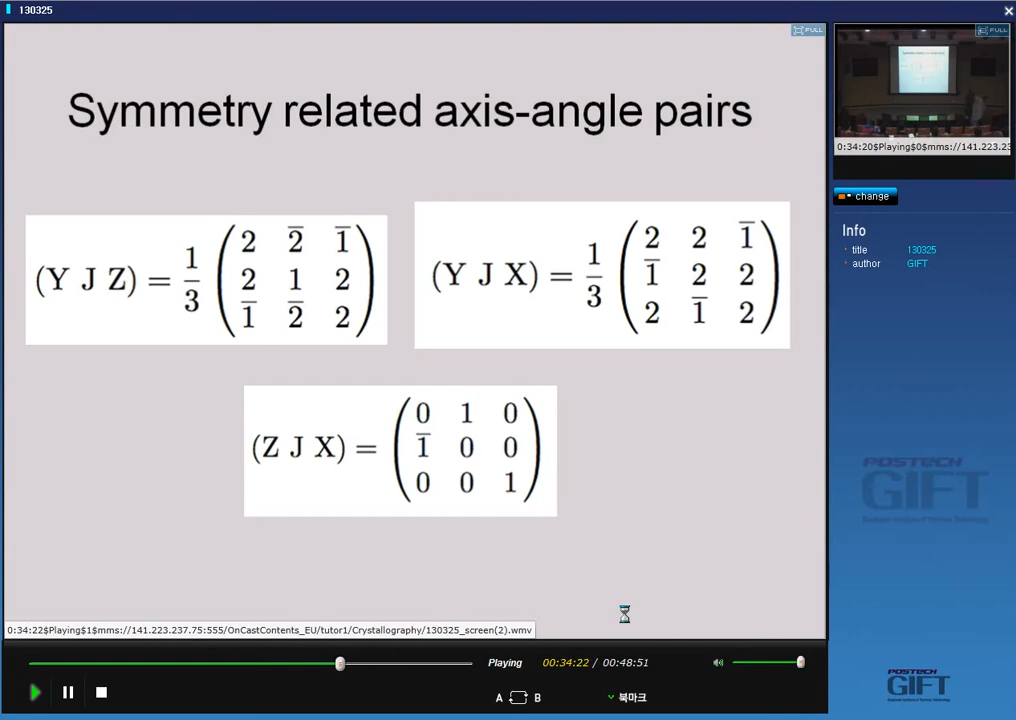 130325
FULL
FULL
Symmetry related axis-angle pairs
0:34:20$Playing$0$mms://141.223.23
change
Info
title 130325
author GIFT
(Y J Z) = 1/3 ( 2 2̅ 1̅
2 1 2
1̅ 2̅ 2 )
(Y J X) = 1/3 ( 2 2 1̅
1̅ 2 2
2 1̅ 2 )
(Z J X) = ( 0 1 0
1̅ 0 0
0 0 1 )
POSTECH
GIFT
0:34:22$Playing$1$mms://141.223.237.75:555/OnCastContents_EU/tutor1/Crystallography/130325_screen(2).wmv
Playing 00:34:22 / 00:48:51
A B 북마크
POSTECH
GIFT